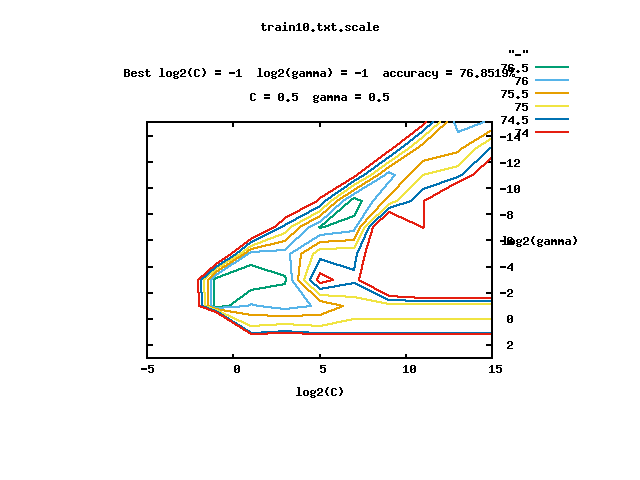 train10.txt.scale
"-"
Best log2(C) = -1  log2(gamma) = -1  accuracy = 76.8519%
76.5
76
C = 0.5  gamma = 0.5
75.5
75
74.5
74
-14
-12
-10
-8
-6
log2(gamma)
-4
-2
0
2
-5 0 5 10 15
log2(C)